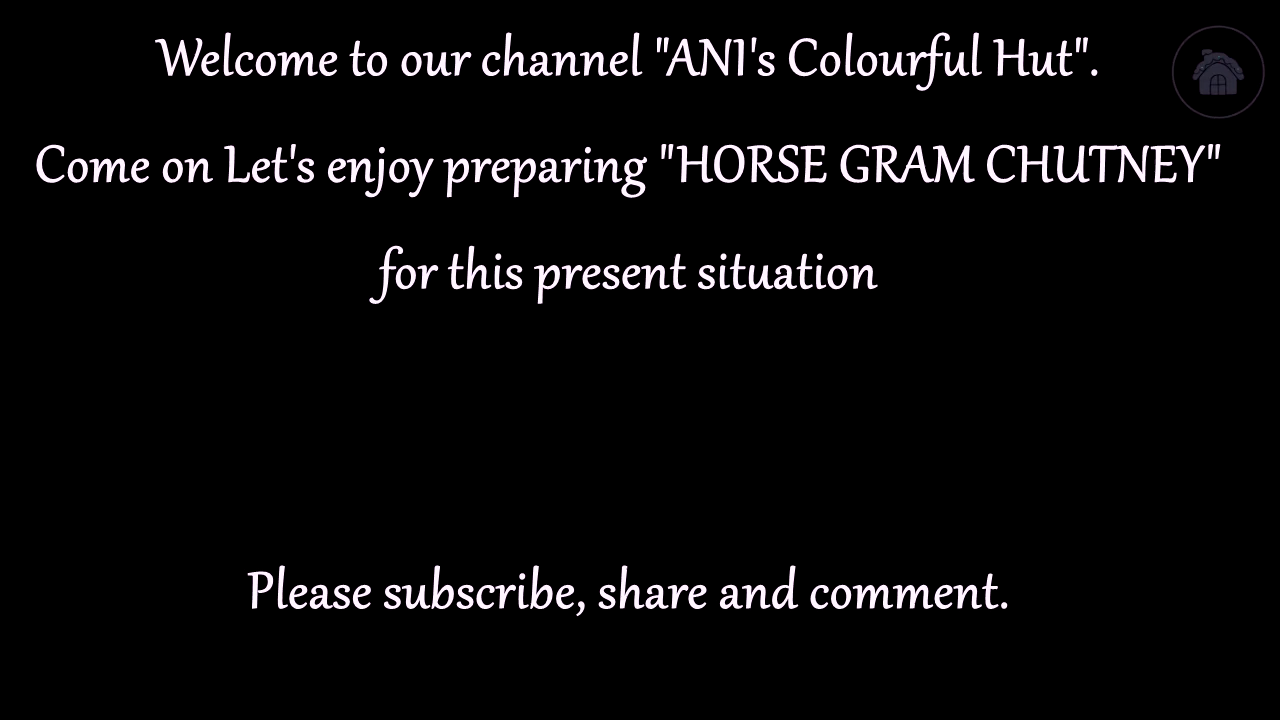 Welcome to our channel "ANI's Colourful Hut".
Come on Let's enjoy preparing "HORSE GRAM CHUTNEY"
for this present situation
Please subscribe, share and comment.